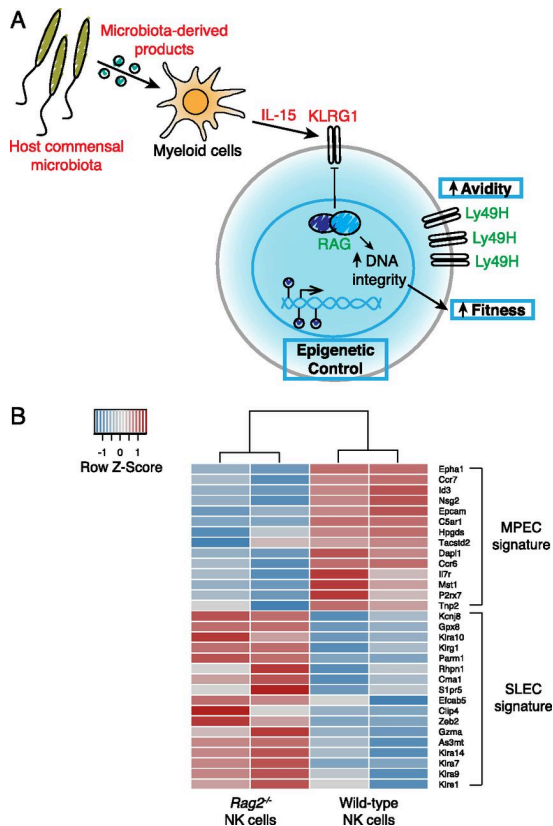 A
Microbiota-derived
products
Host commensal
microbiota
Myeloid cells
IL-15 KLRG1
RAG
DNA
integrity
Avidity
Ly49H
Ly49H
Ly49H
Fitness
Epigenetic
Control
B
-1 0 1
Row Z-Score
Epha1
Ccr7
Id3
Nsg2
Epcam
C5ar1
Hpgds
Tacstd2
Dapl1
Ccr6
Il7r
Mst1
P2rx7
Tnp2
MPEC
signature
Kcnj8
Gpx8
Klra10
Klrg1
Parm1
Rhpn1
Cma1
S1pr5
Efcab5
Clip4
Zeb2
Gzma
As3mt
Klra14
Klra7
Klra9
Klre1
SLEC
signature
Rag2-/-
NK cells
Wild-type
NK cells